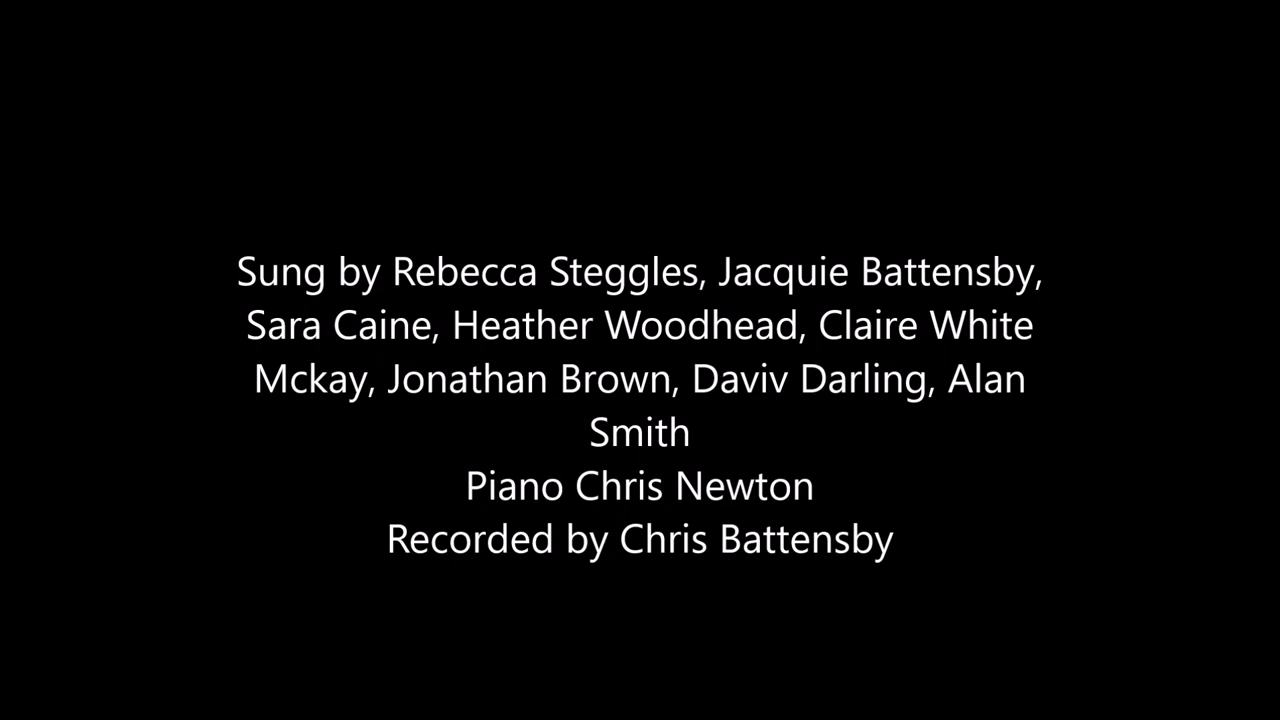 Sung by Rebecca Steggles, Jacquie Battensby,
Sara Caine, Heather Woodhead, Claire White
Mckay, Jonathan Brown, Daviv Darling, Alan
Smith
Piano Chris Newton
Recorded by Chris Battensby